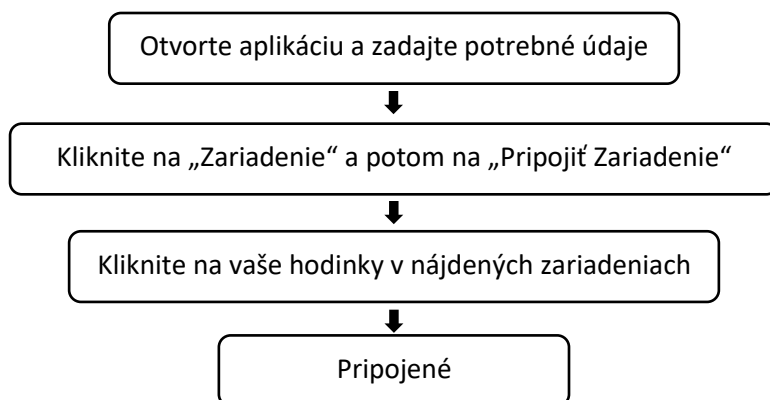 Otvorte aplikáciu a zadajte potrebné údaje
Kliknite na „Zariadenie“ a potom na „Pripojiť Zariadenie“
Kliknite na vaše hodinky v nájdených zariadeniach
Pripojené